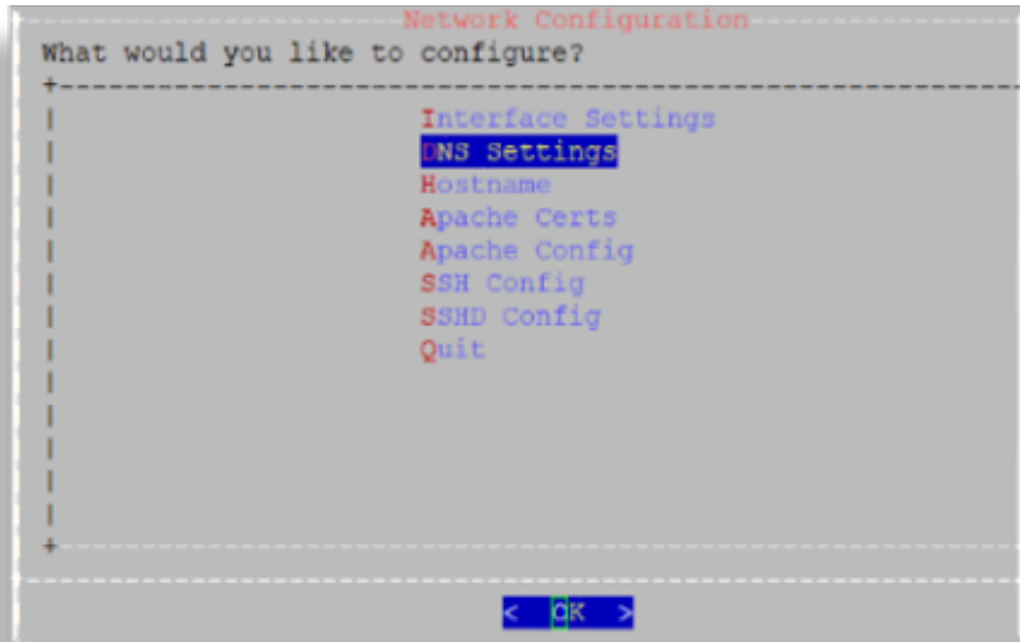 Network Configuration
What would you like to configure?
Interface Settings
DNS Settings
Hostname
Apache Certs
Apache Config
SSH Config
SSHD Config
Quit
< OK >